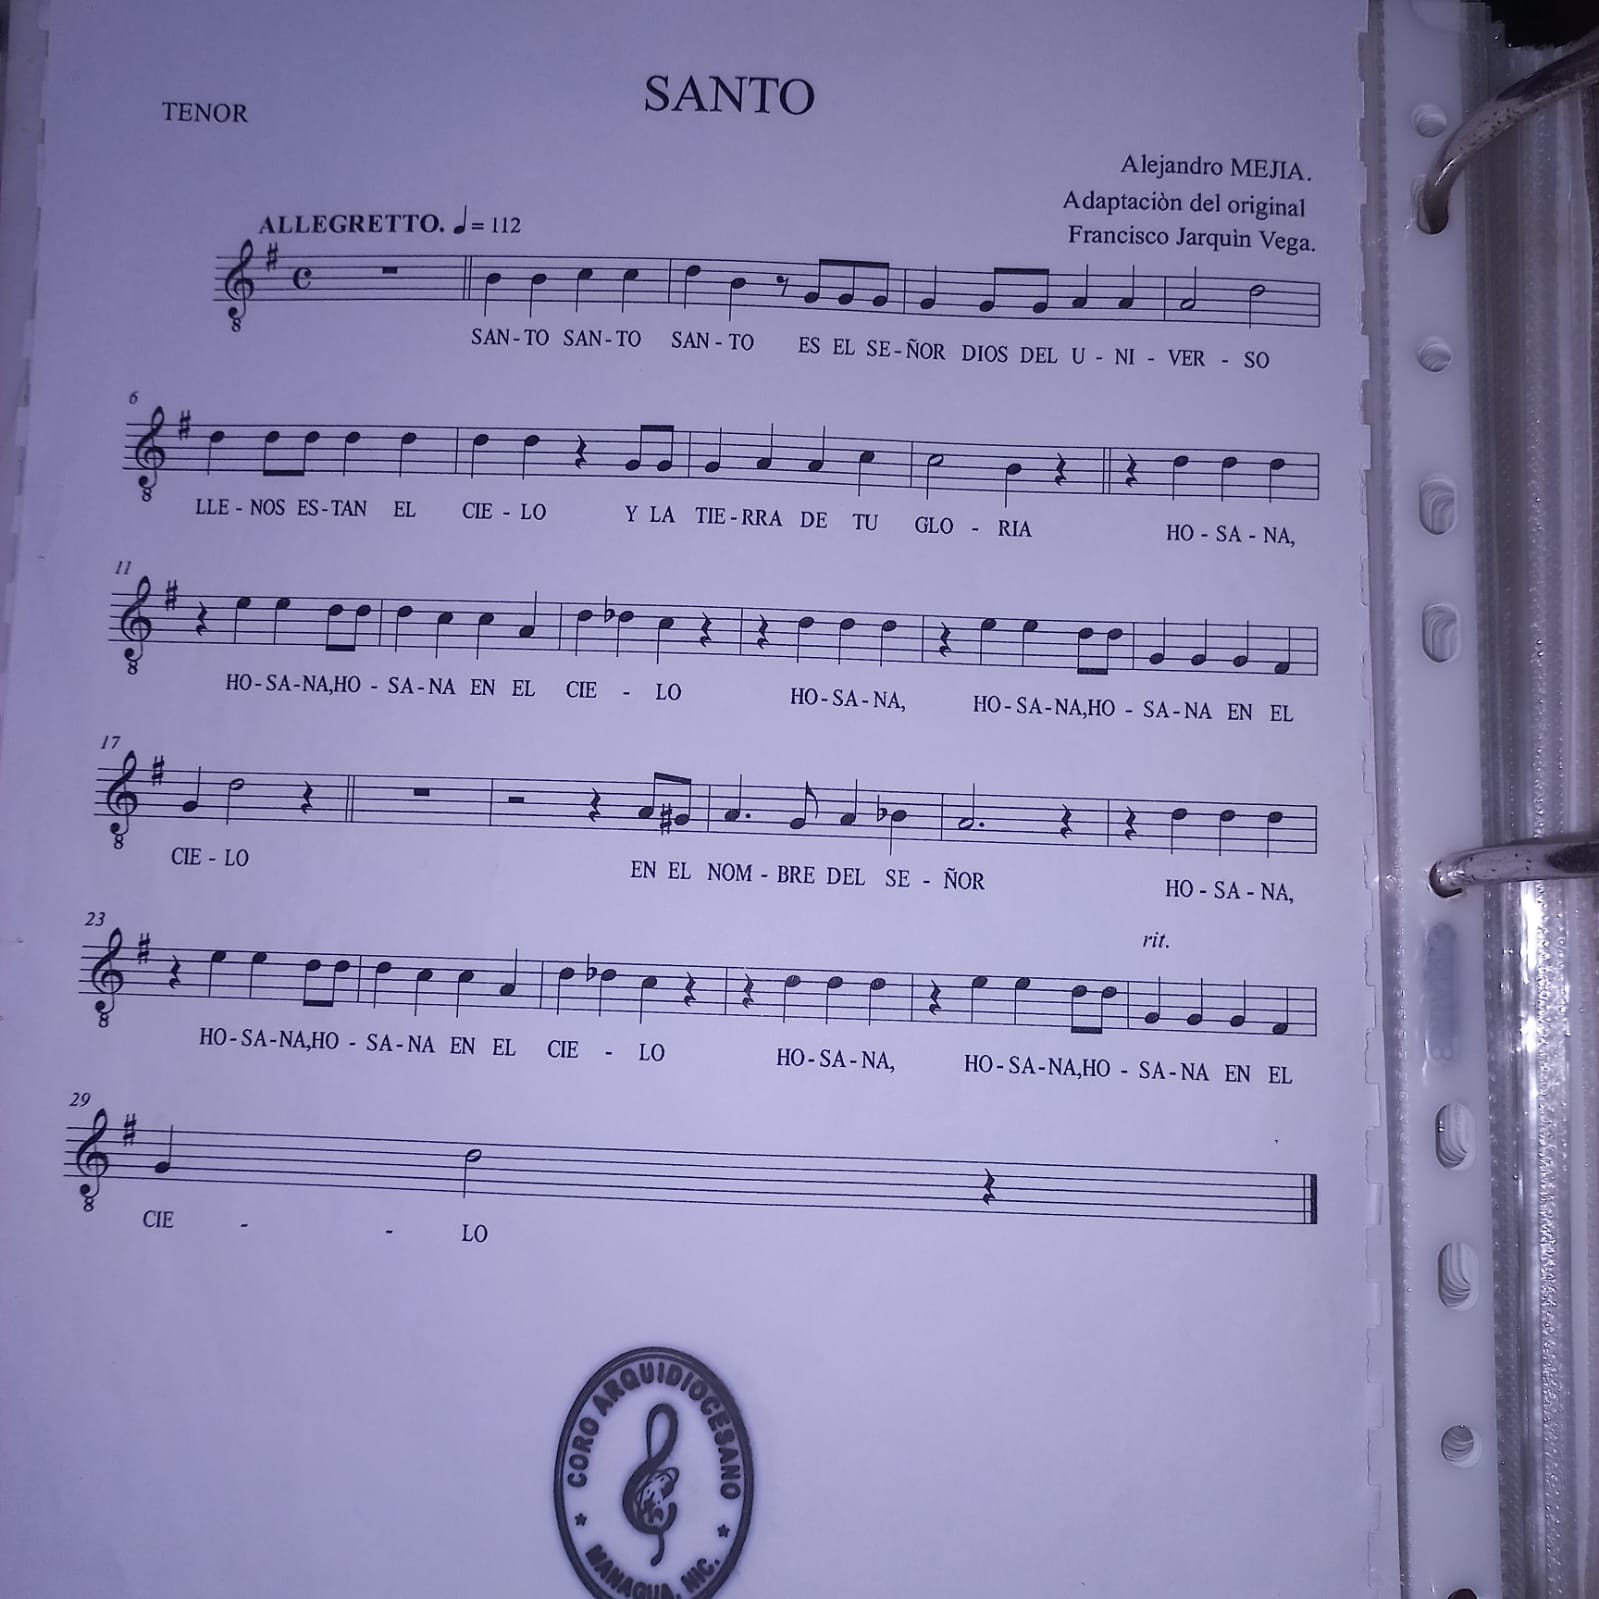 TENOR
SANTO
Alejandro MEJIA.
Adaptaciòn del original
Francisco Jarquìn Vega.
ALLEGRETTO. ♩= 112
8
SAN-TO SAN-TO SAN-TO ES EL SE-ÑOR DIOS DEL U - NI - VER - SO
6
8
LLE - NOS ES-TAN EL CIE - LO Y LA TIE-RRA DE TU GLO - RIA HO - SA - NA,
11
8
HO-SA-NA,HO - SA-NA EN EL CIE - LO HO-SA-NA, HO-SA-NA,HO - SA-NA EN EL
17
8
CIE - LO EN EL NOM - BRE DEL SE - ÑOR HO - SA - NA,
23
rit.
8
HO-SA-NA,HO - SA-NA EN EL CIE - LO HO-SA-NA, HO-SA-NA,HO - SA-NA EN EL
29
8
CIE - - LO
CORO ARQUIDIOCESANO
MANAGUA, NIC.